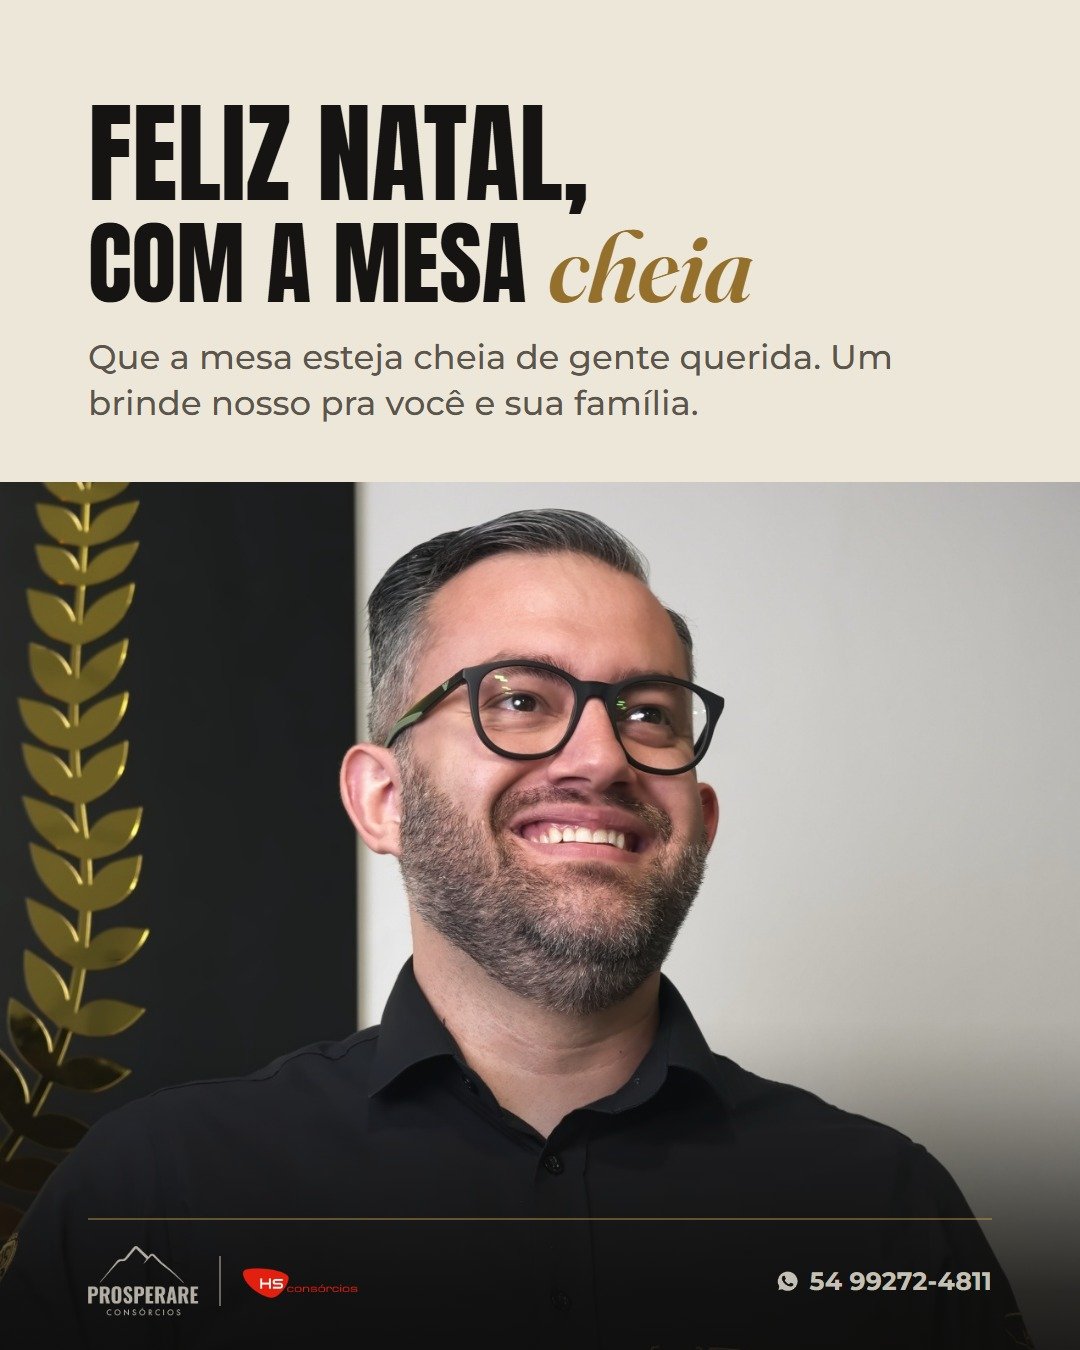 FELIZ NATAL,
COM A MESA cheia
Que a mesa esteja cheia de gente querida. Um
brinde nosso pra você e sua família.
PROSPERARE
CONSÓRCIOS
HS consórcios
54 99272-4811